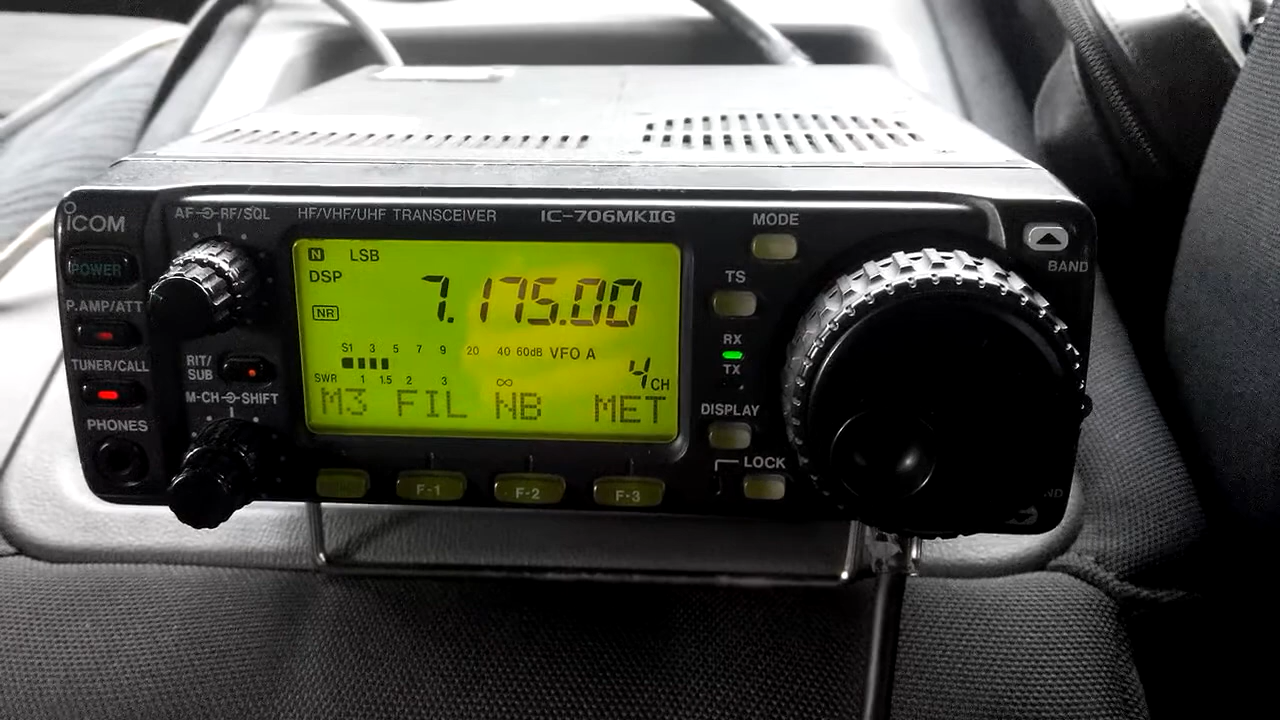 ICOM
AF RF/SQL
HF/VHF/UHF TRANSCEIVER
IC-706MKIIG
MODE
BAND
POWER
P.AMP/ATT
TUNER/CALL
PHONES
RIT/
SUB
M-CH SHIFT
N LSB
DSP
7.175.00
NR
S1 3 5 7 9 20 40 60dB VFO A
4CH
SWR 1 1.5 2 3 ∞
M3 FIL NB MET
TS
RX
TX
DISPLAY
LOCK
F-1
F-2
F-3